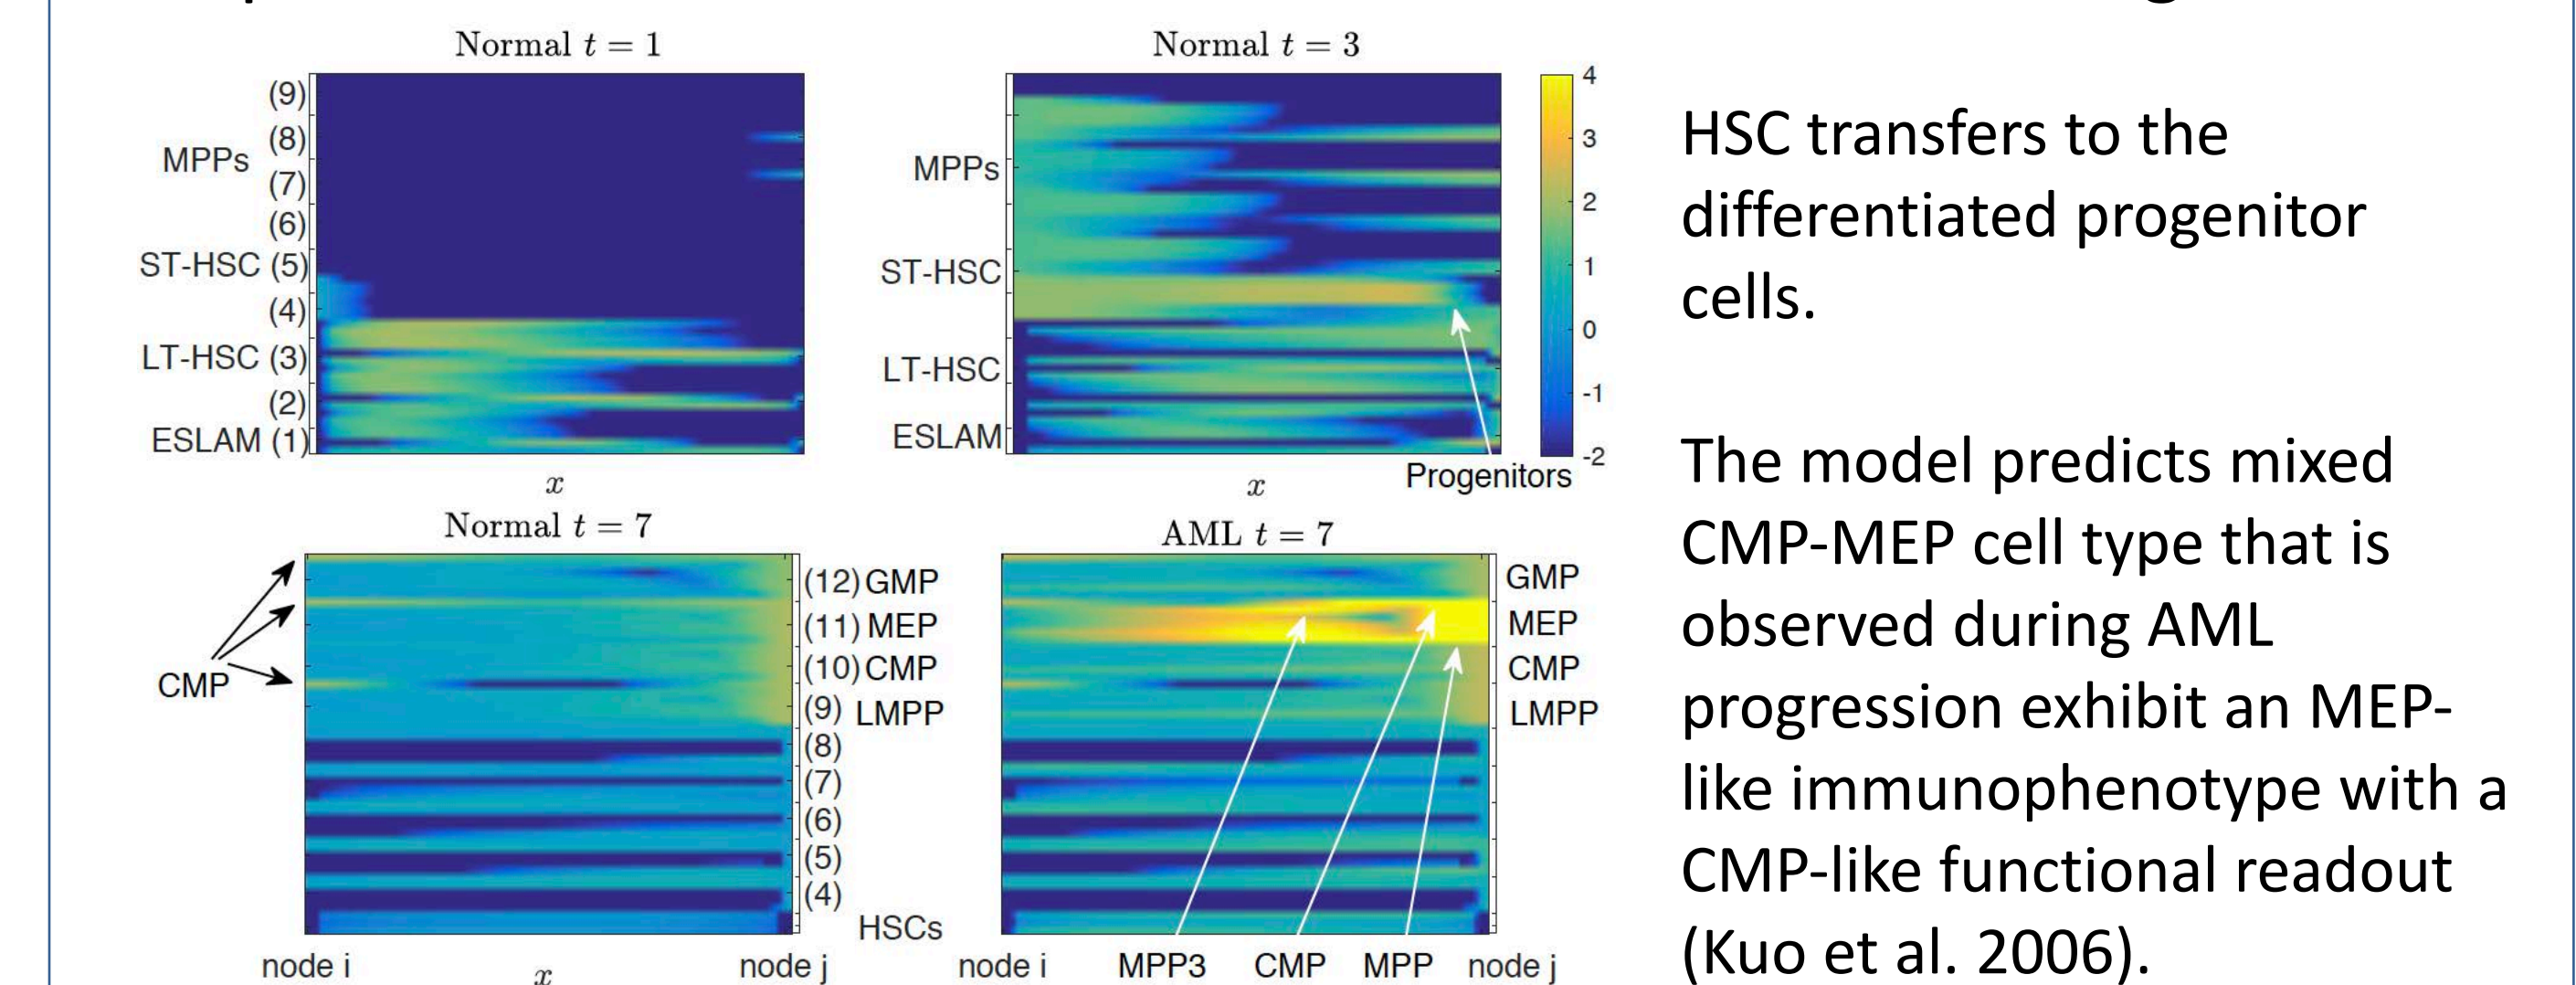 Normal t = 1
(9)
(8)
MPPs
(7)
(6)
ST-HSC (5)
(4)
LT-HSC (3)
(2)
ESLAM (1)
x
Normal t = 3
MPPs
ST-HSC
LT-HSC
ESLAM
x
Progenitors
4
3
2
1
0
-1
-2
Normal t = 7
CMP
(12) GMP
(11) MEP
(10) CMP
(9) LMPP
(8)
(7)
(6)
(5)
(4)
HSCs
node i
x
node j
AML t = 7
GMP
MEP
CMP
LMPP
node i
MPP3
CMP
MPP
node j
HSC transfers to the
differentiated progenitor
cells.
The model predicts mixed
CMP-MEP cell type that is
observed during AML
progression exhibit an MEP-
like immunophenotype with a
CMP-like functional readout
(Kuo et al. 2006).